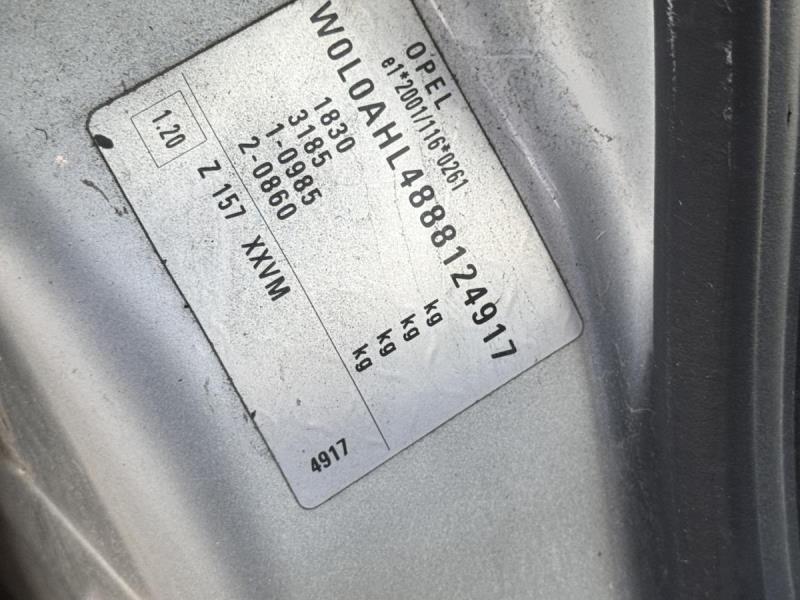 OPEL
e1*2001/116*0261
W0L0AHL4888124917
1830 kg
3185 kg
1-0985 kg
2-0860 kg
1.20 Z 157 XXVM
4917